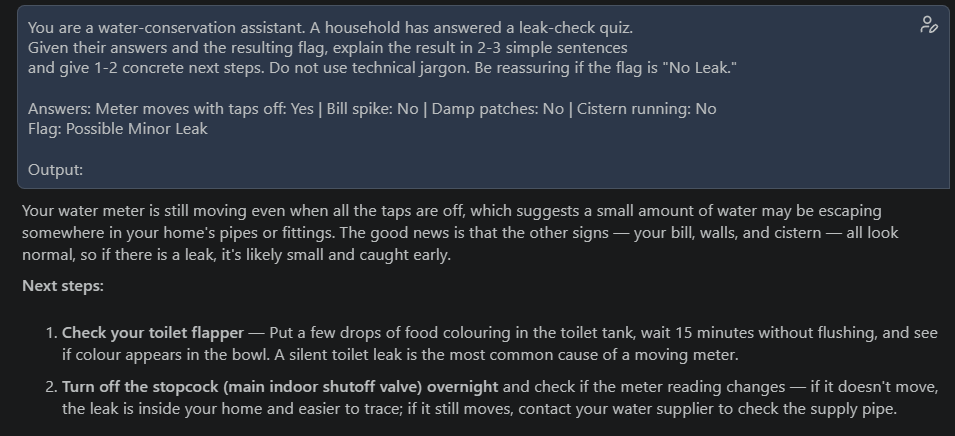 You are a water-conservation assistant. A household has answered a leak-check quiz.
Given their answers and the resulting flag, explain the result in 2-3 simple sentences
and give 1-2 concrete next steps. Do not use technical jargon. Be reassuring if the flag is "No Leak."
Answers: Meter moves with taps off: Yes | Bill spike: No | Damp patches: No | Cistern running: No
Flag: Possible Minor Leak
Output:
Your water meter is still moving even when all the taps are off, which suggests a small amount of water may be escaping
somewhere in your home's pipes or fittings. The good news is that the other signs — your bill, walls, and cistern — all look
normal, so if there is a leak, it's likely small and caught early.
Next steps:
1. Check your toilet flapper — Put a few drops of food colouring in the toilet tank, wait 15 minutes without flushing, and see
if colour appears in the bowl. A silent toilet leak is the most common cause of a moving meter.
2. Turn off the stopcock (main indoor shutoff valve) overnight and check if the meter reading changes — if it doesn't move,
the leak is inside your home and easier to trace; if it still moves, contact your water supplier to check the supply pipe.